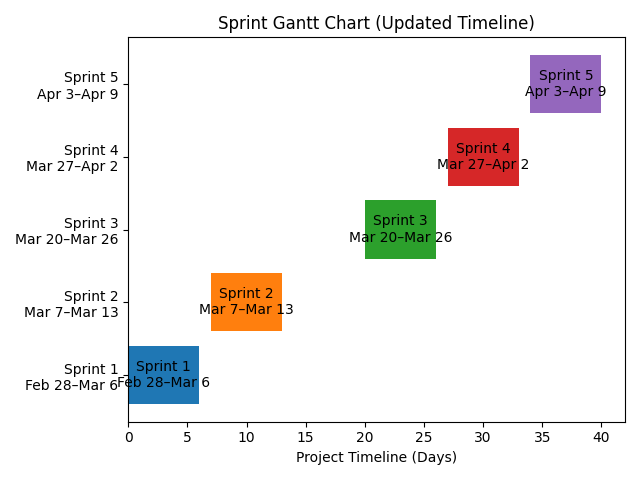 Sprint Gantt Chart (Updated Timeline)
Sprint 5
Apr 3–Apr 9
Sprint 5
Apr 3–Apr 9
Sprint 4
Mar 27–Apr 2
Sprint 4
Mar 27–Apr 2
Sprint 3
Mar 20–Mar 26
Sprint 3
Mar 20–Mar 26
Sprint 2
Mar 7–Mar 13
Sprint 2
Mar 7–Mar 13
Sprint 1
Feb 28–Mar 6
Sprint 1
Feb 28–Mar 6
0 5 10 15 20 25 30 35 40
Project Timeline (Days)